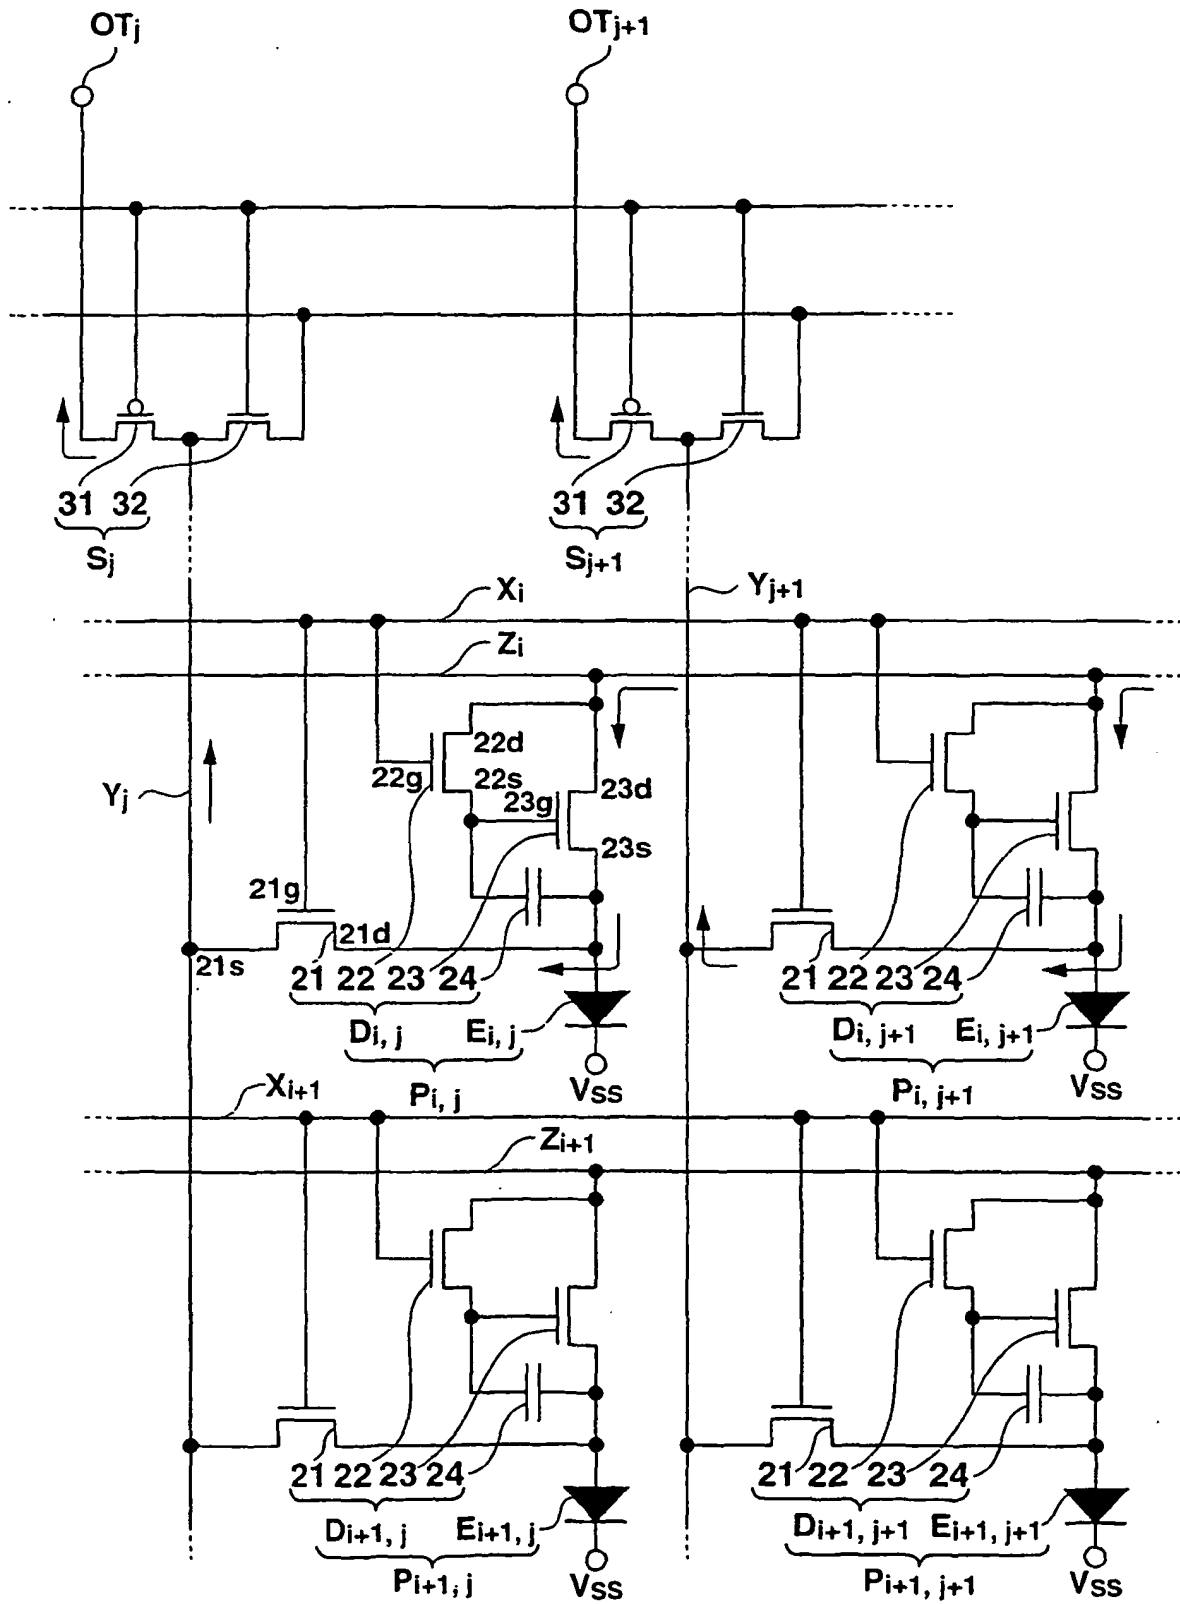 OTj OTj+1
31 32 31 32
Sj Sj+1
Xi Yj+1
Zi
22d
22g 22s
Yj 23g 23d
23s
21g
21d
21s
21 22 23 24 21 22 23 24
Di, j Ei, j Di, j+1 Ei, j+1
Pi, j VSS Pi, j+1 VSS
Xi+1
Zi+1
21 22 23 24 21 22 23 24
Di+1, j Ei+1, j Di+1, j+1 Ei+1, j+1
Pi+1, j VSS Pi+1, j+1 VSS